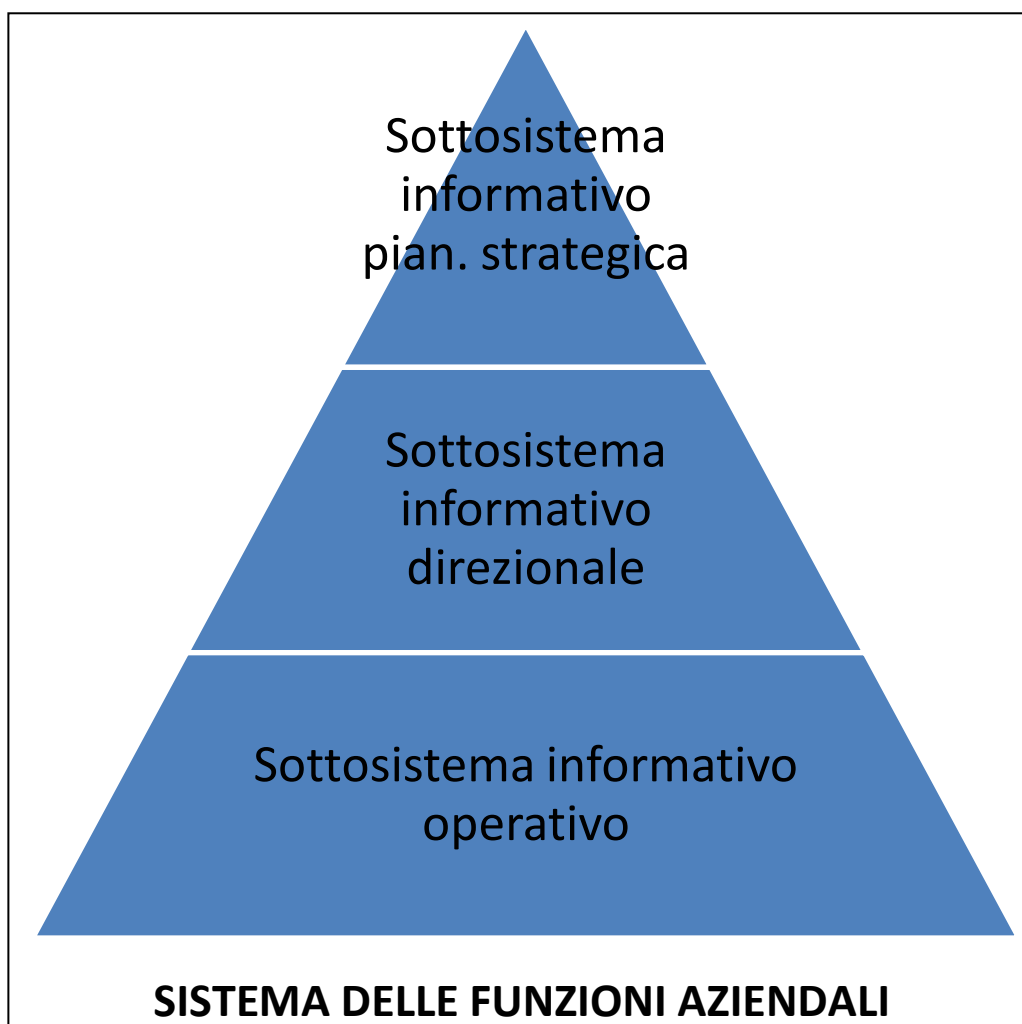 Sottosistema
informativo
pian. strategica
Sottosistema
informativo
direzionale
Sottosistema informativo
operativo
SISTEMA DELLE FUNZIONI AZIENDALI